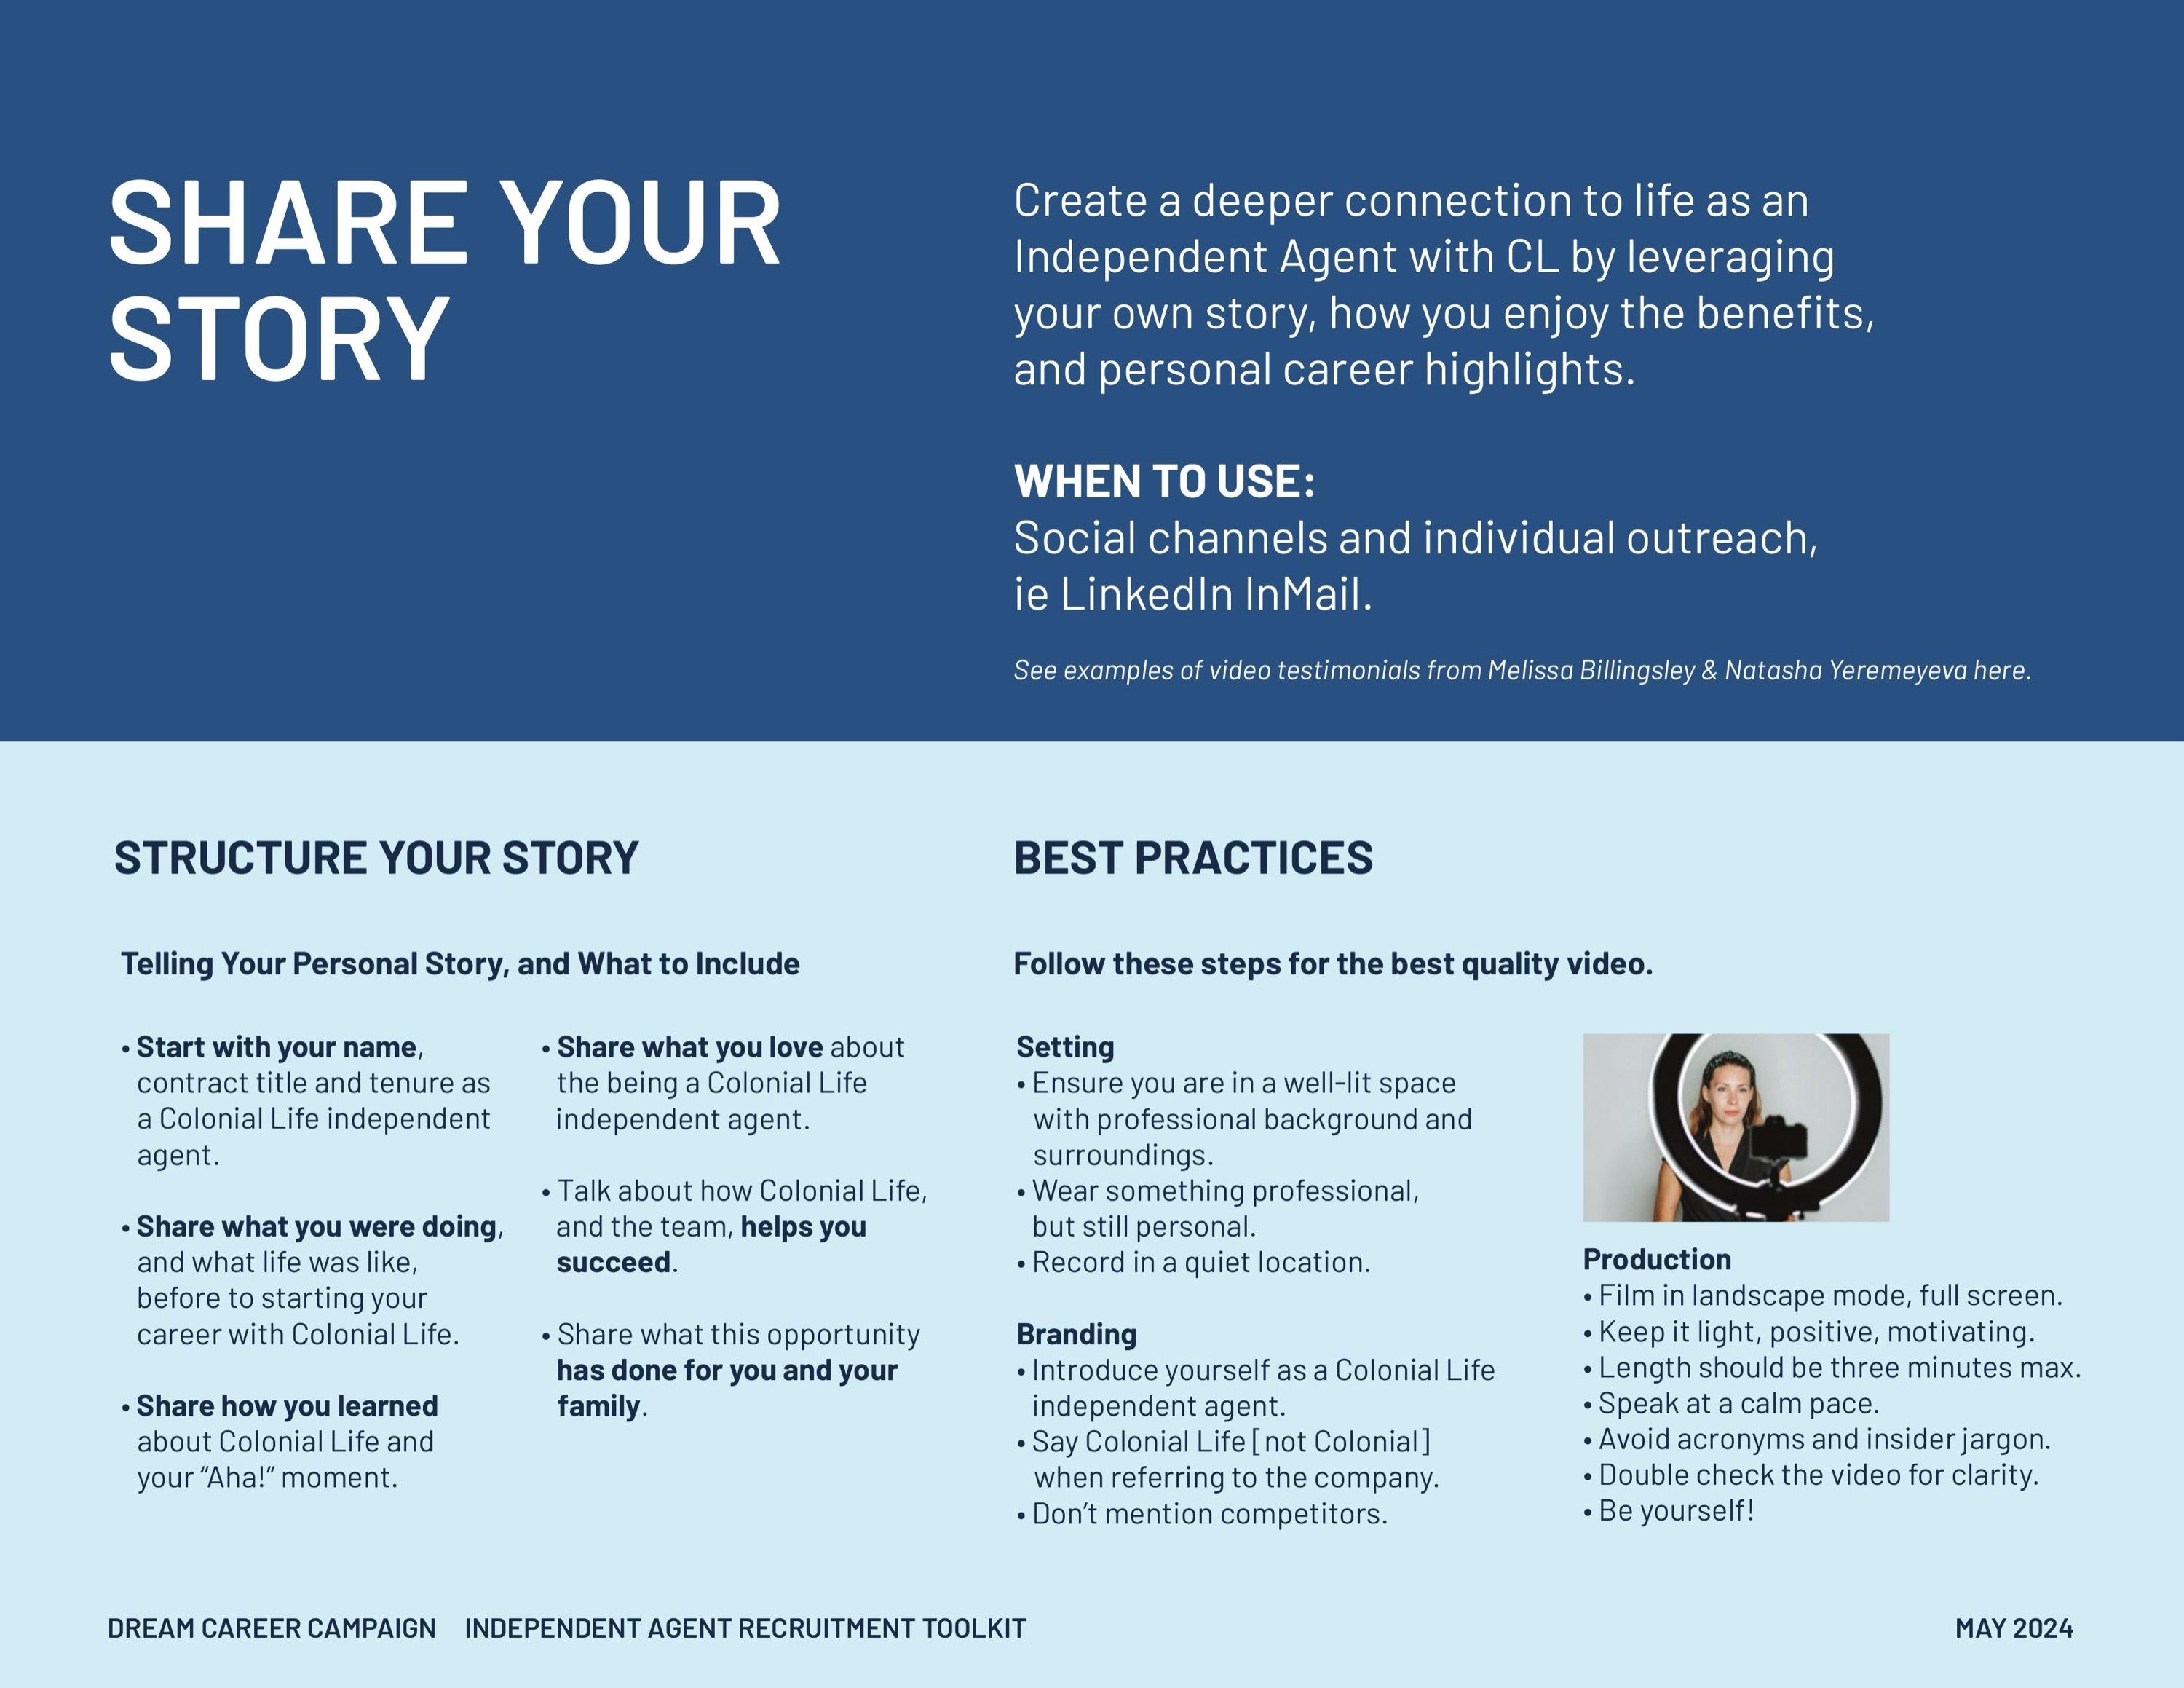 SHARE YOUR
STORY
Create a deeper connection to life as an
Independent Agent with CL by leveraging
your own story, how you enjoy the benefits,
and personal career highlights.
WHEN TO USE:
Social channels and individual outreach,
ie LinkedIn InMail.
See examples of video testimonials from Melissa Billingsley & Natasha Yeremeyeva here.
STRUCTURE YOUR STORY
Telling Your Personal Story, and What to Include
• Start with your name,
contract title and tenure as
a Colonial Life independent
agent.
• Share what you were doing,
and what life was like,
before to starting your
career with Colonial Life.
• Share how you learned
about Colonial Life and
your “Aha!” moment.
• Share what you love about
the being a Colonial Life
independent agent.
• Talk about how Colonial Life,
and the team, helps you
succeed.
• Share what this opportunity
has done for you and your
family.
BEST PRACTICES
Follow these steps for the best quality video.
Setting
• Ensure you are in a well-lit space
with professional background and
surroundings.
• Wear something professional,
but still personal.
• Record in a quiet location.
Branding
• Introduce yourself as a Colonial Life
independent agent.
• Say Colonial Life [not Colonial]
when referring to the company.
• Don’t mention competitors.
Production
• Film in landscape mode, full screen.
• Keep it light, positive, motivating.
• Length should be three minutes max.
• Speak at a calm pace.
• Avoid acronyms and insider jargon.
• Double check the video for clarity.
• Be yourself!
DREAM CAREER CAMPAIGN INDEPENDENT AGENT RECRUITMENT TOOLKIT
MAY 2024